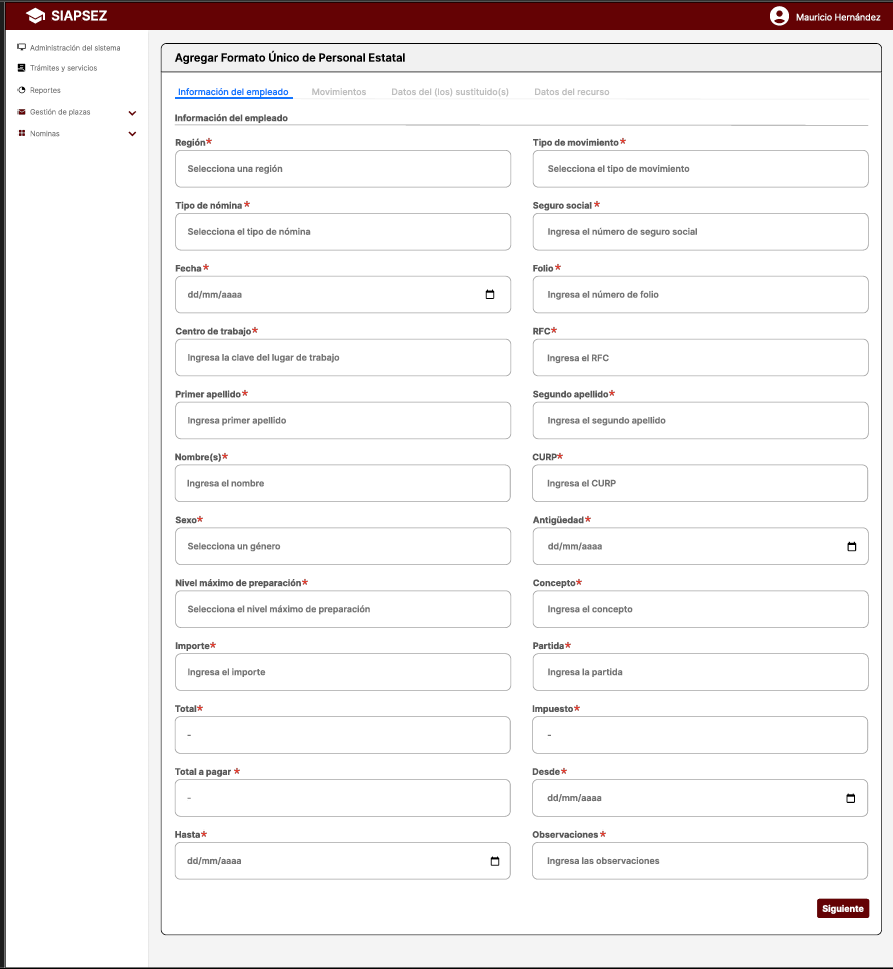 SIAPSEZ
Mauricio Hernández
Administración del sistema
Trámites y servicios
Reportes
Gestión de plazas
Nominas
Agregar Formato Único de Personal Estatal
Información del empleado Movimientos Datos del (los) sustituido(s) Datos del recurso
Información del empleado
Región* Tipo de movimiento*
Selecciona una región Selecciona el tipo de movimiento
Tipo de nómina * Seguro social *
Selecciona el tipo de nómina Ingresa el número de seguro social
Fecha* Folio*
dd/mm/aaaa Ingresa el número de folio
Centro de trabajo* RFC*
Ingresa la clave del lugar de trabajo Ingresa el RFC
Primer apellido* Segundo apellido*
Ingresa primer apellido Ingresa el segundo apellido
Nombre(s)* CURP*
Ingresa el nombre Ingresa el CURP
Sexo* Antigüedad*
Selecciona un género dd/mm/aaaa
Nivel máximo de preparación* Concepto*
Selecciona el nivel máximo de preparación Ingresa el concepto
Importe* Partida*
Ingresa el importe Ingresa la partida
Total* Impuesto*
- -
Total a pagar * Desde*
- dd/mm/aaaa
Hasta* Observaciones *
dd/mm/aaaa Ingresa las observaciones
Siguiente